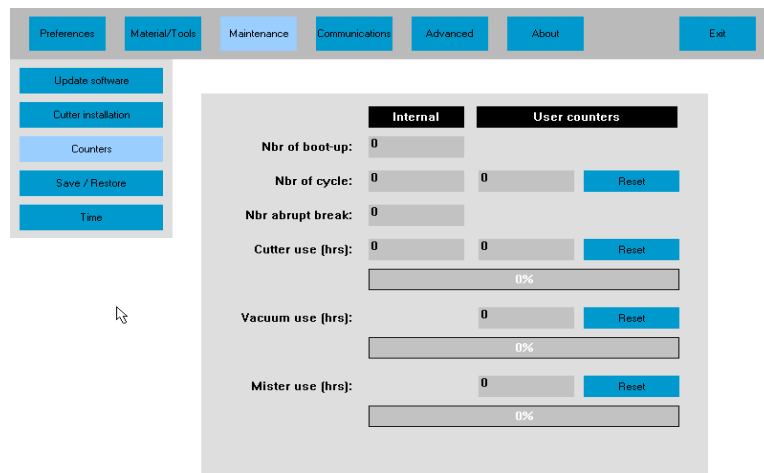 Preferences Material/Tools Maintenance Communications Advanced About Exit
Update software
Cutter installation
Counters
Save / Restore
Time
Internal User counters
Nbr of boot-up: 0
Nbr of cycle: 0 0 Reset
Nbr abrupt break: 0
Cutter use (hrs): 0 0 Reset
0%
Vacuum use (hrs): 0 Reset
0%
Mister use (hrs): 0 Reset
0%